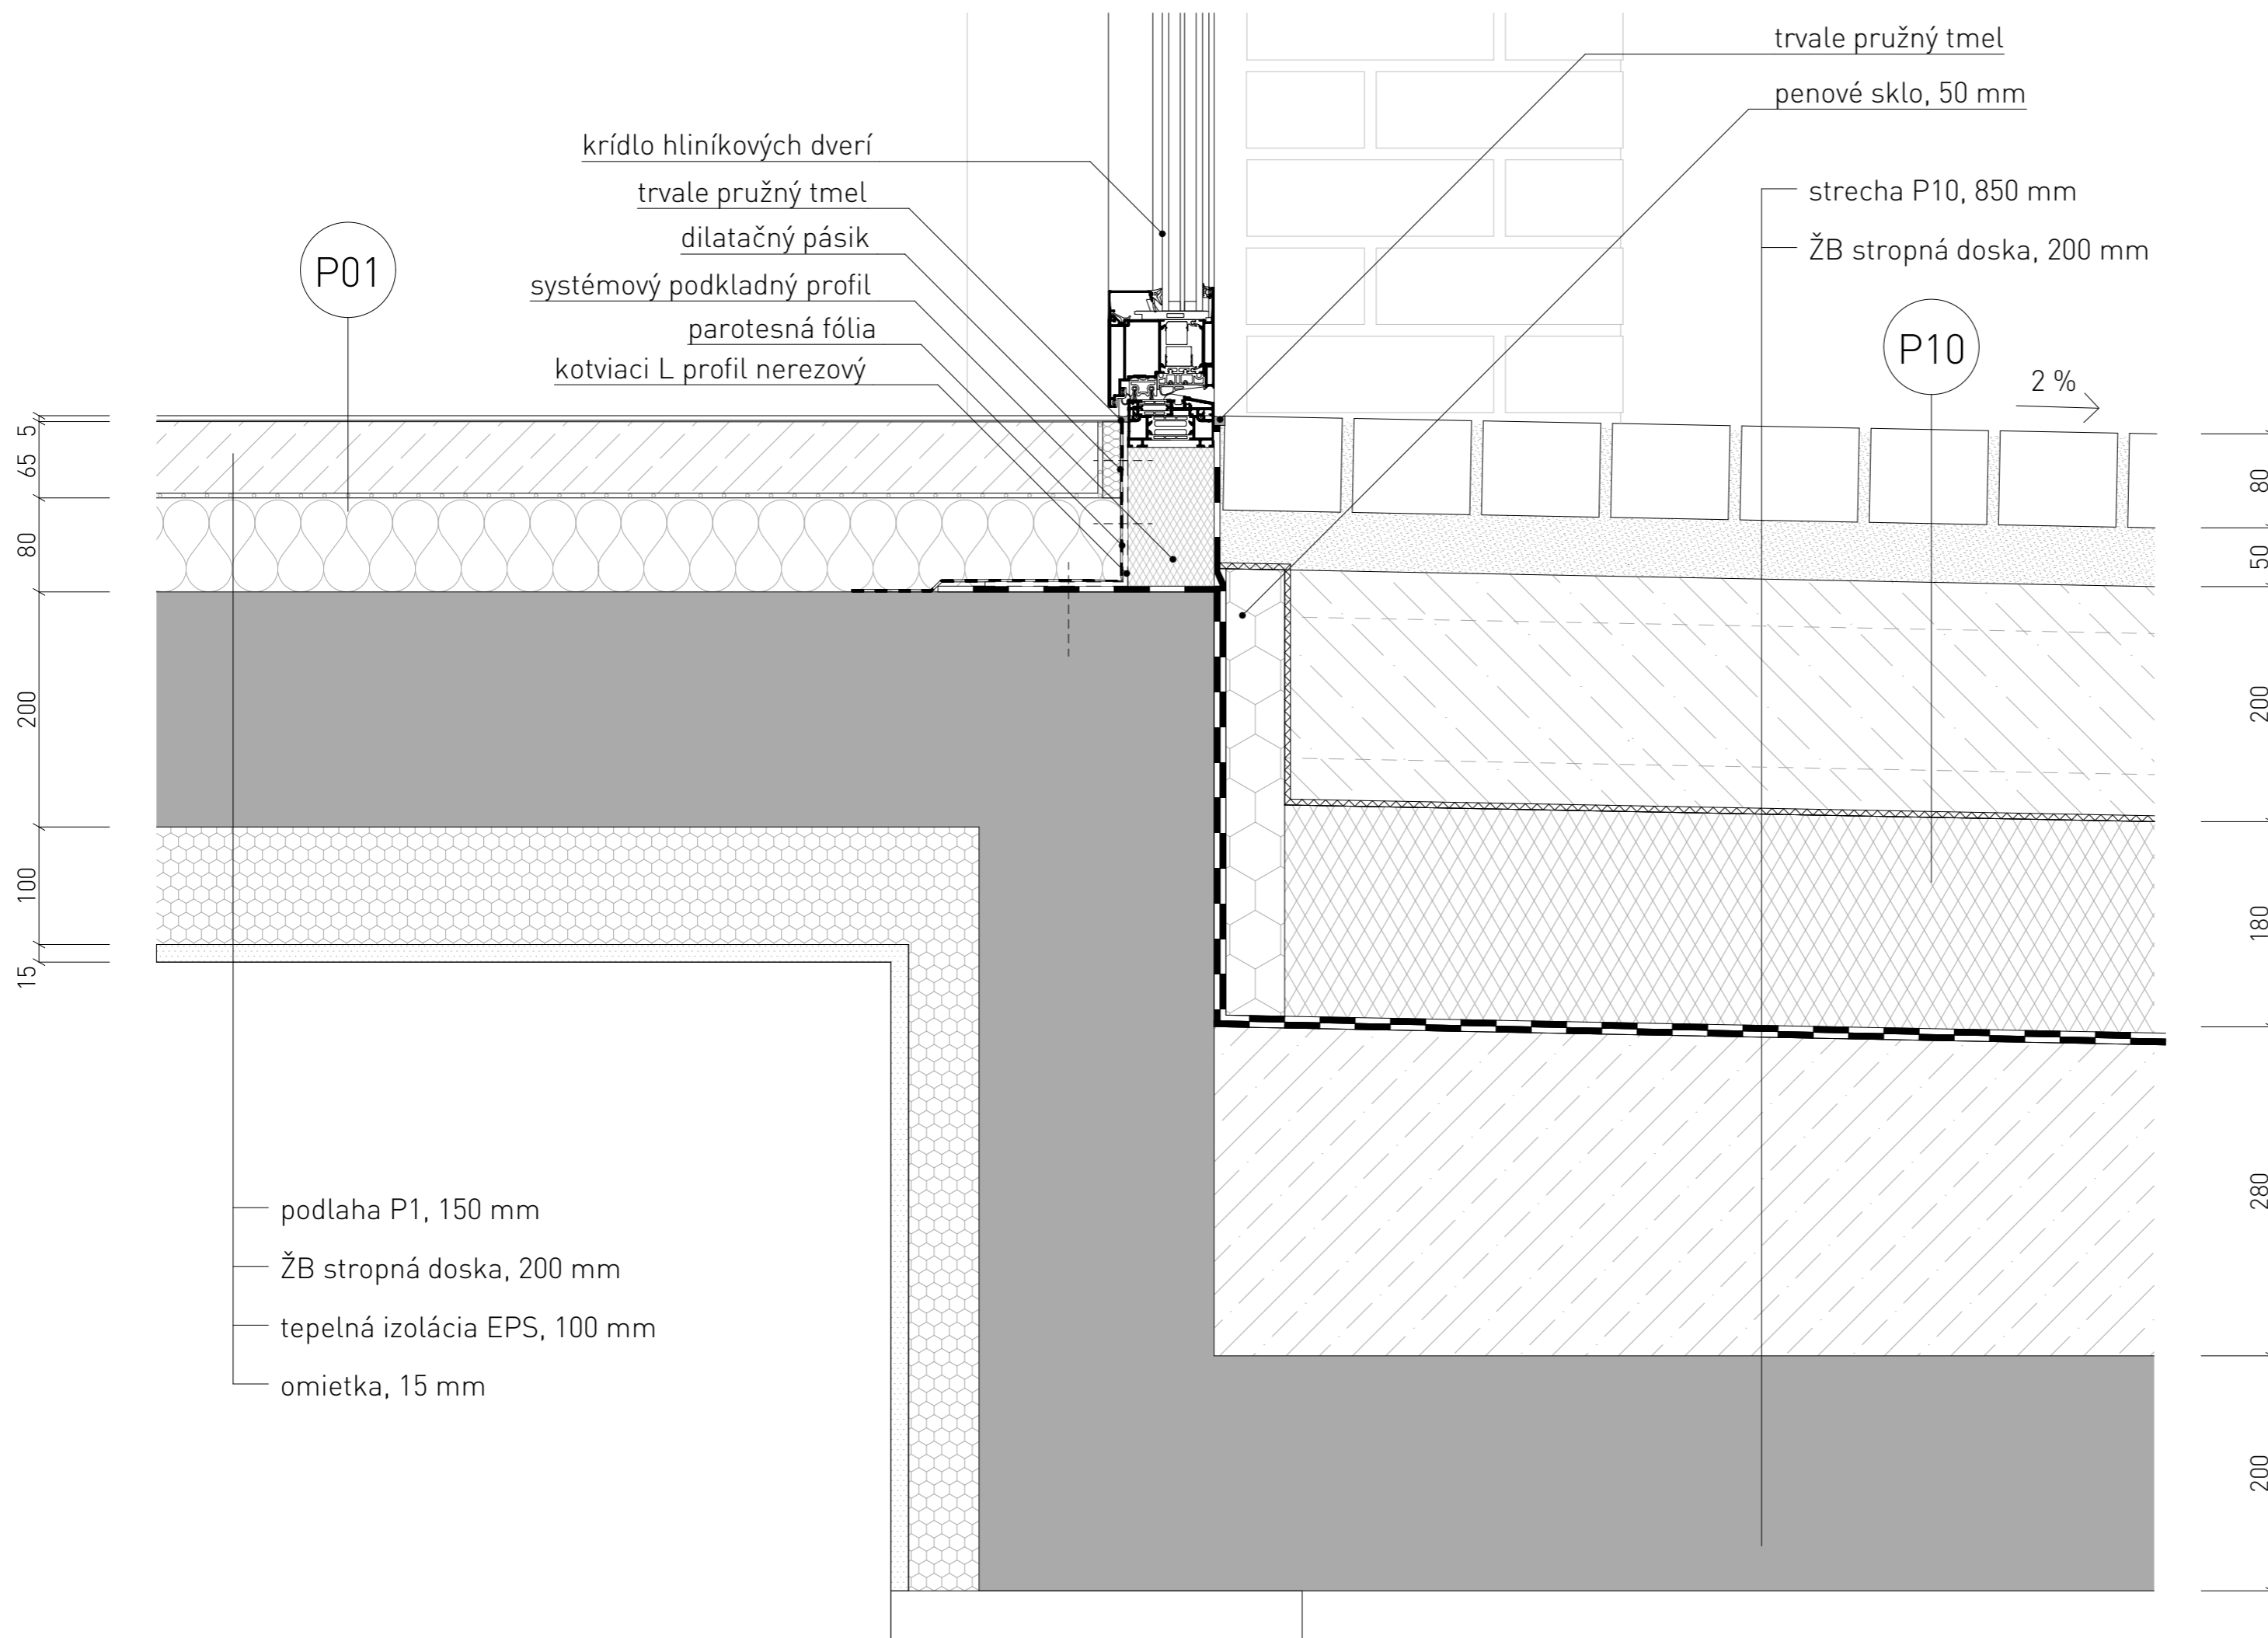 trvale pružný tmel
penové sklo, 50 mm
krídlo hliníkových dverí
trvale pružný tmel
dilatačný pásik
systémový podkladný profil
parotesná fólia
kotviaci L profil nerezový
P01
strecha P10, 850 mm
ŽB stropná doska, 200 mm
P10
2 %
5
65
80
200
100
15
80
50
200
180
280
200
podlaha P1, 150 mm
ŽB stropná doska, 200 mm
tepelná izolácia EPS, 100 mm
omietka, 15 mm